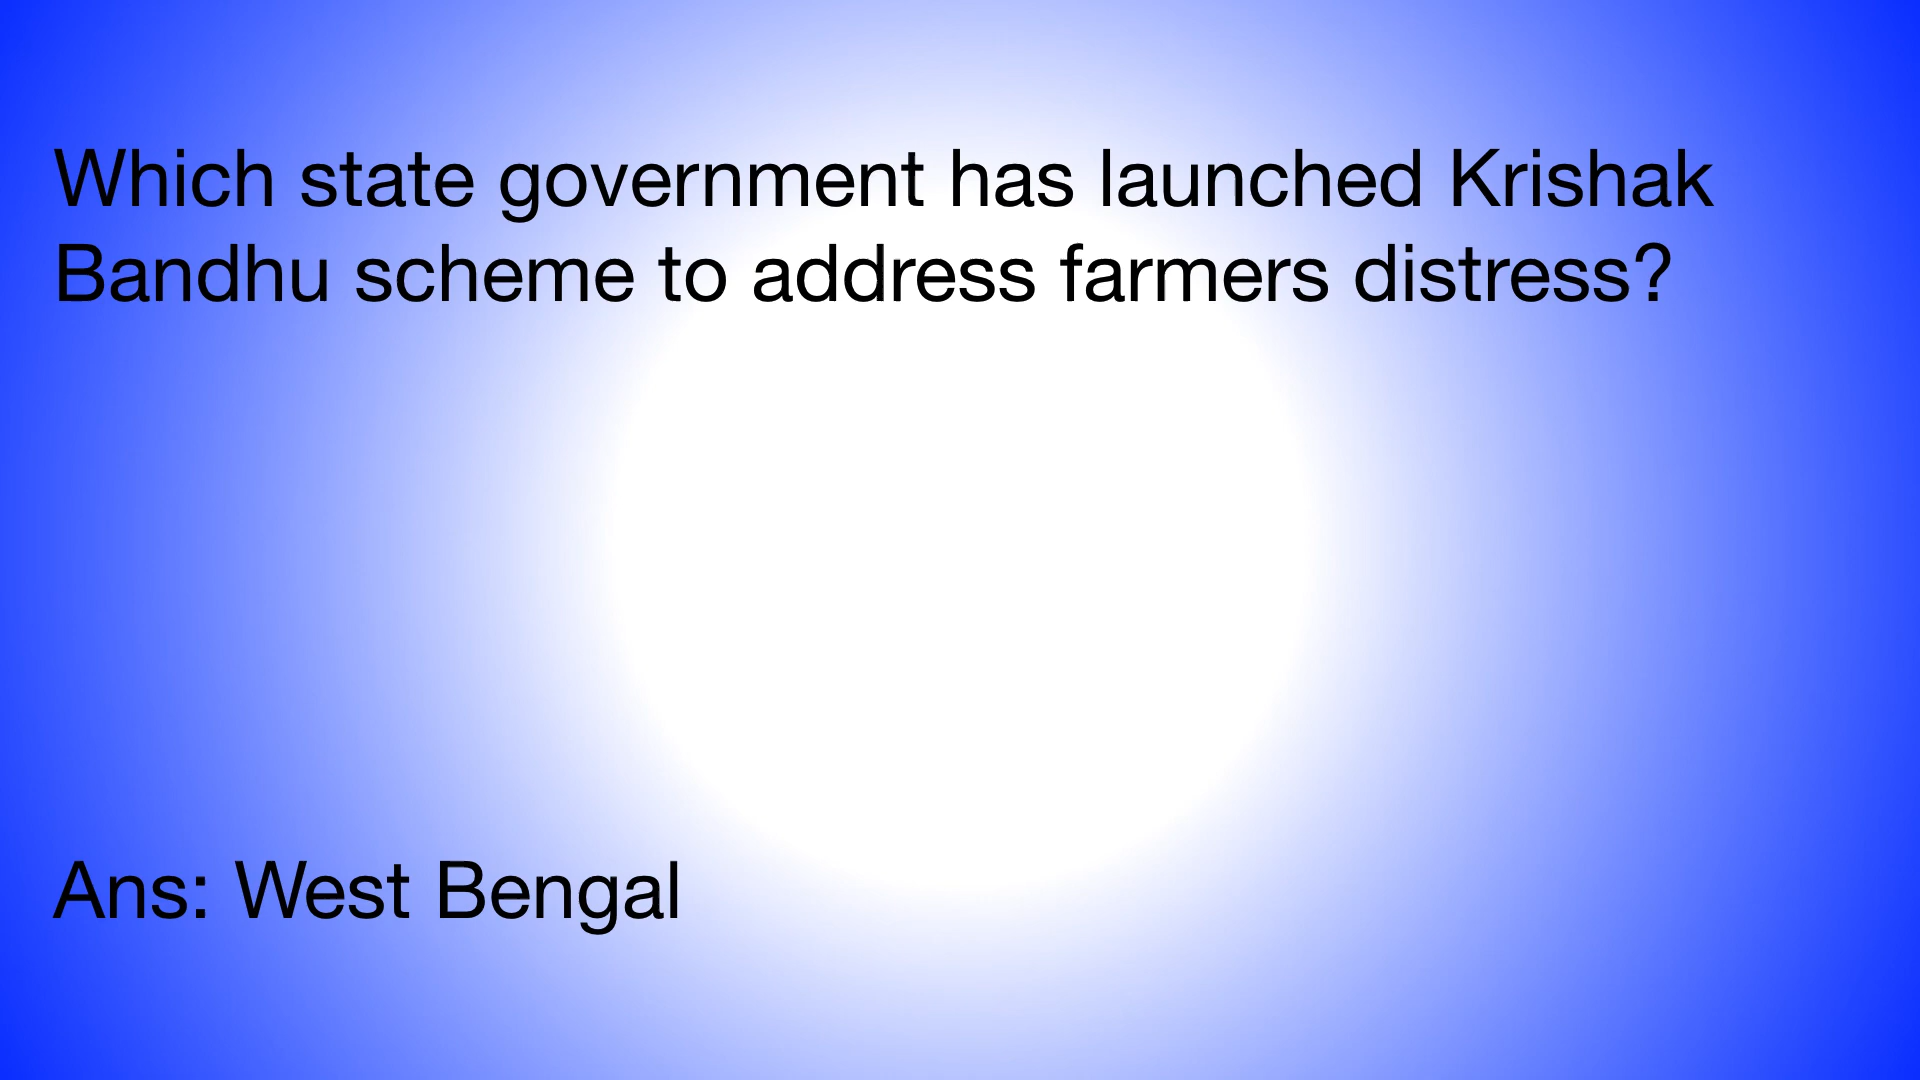 Which state government has launched Krishak
Bandhu scheme to address farmers distress?
Ans: West Bengal